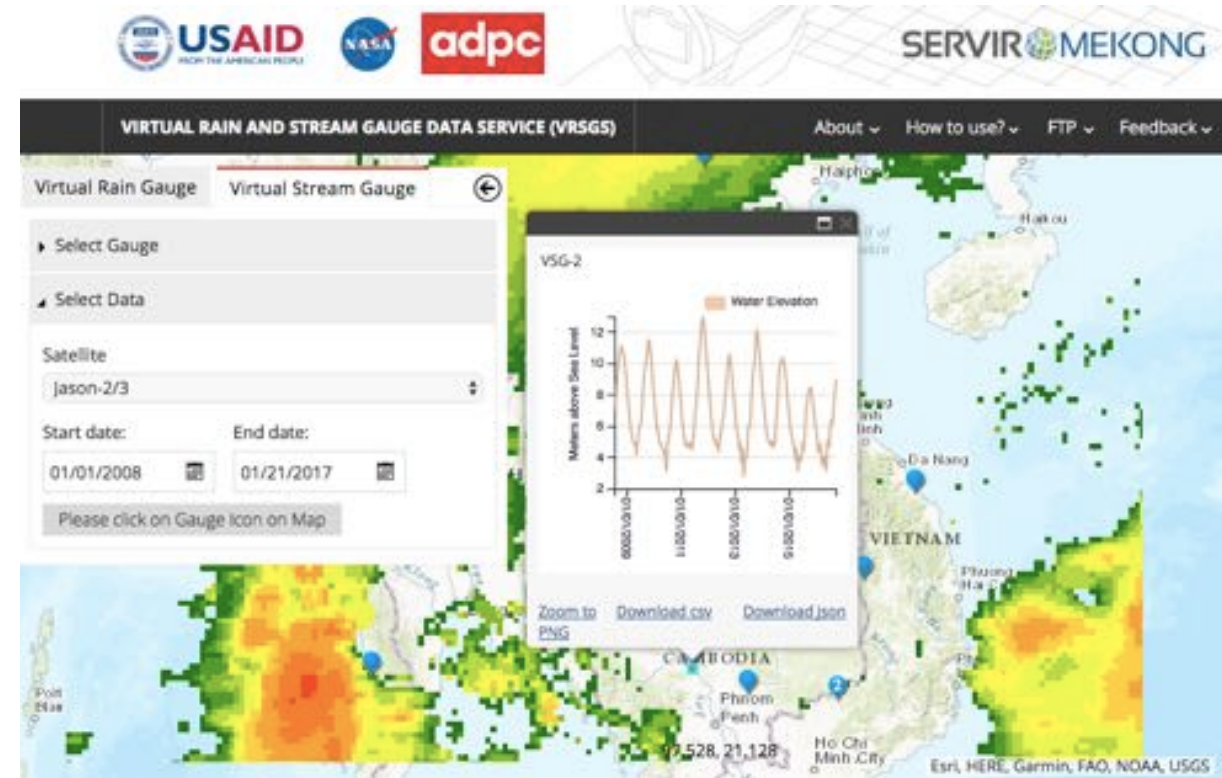 USAID
FROM THE AMERICAN PEOPLE
NASA
adpc
SERVIR MEKONG
VIRTUAL RAIN AND STREAM GAUGE DATA SERVICE (VRSGS)
About
How to use?
FTP
Feedback
Virtual Rain Gauge
Virtual Stream Gauge
Select Gauge
Select Data
Satellite
Jason-2/3
Start date:
End date:
01/01/2008
01/21/2017
Please click on Gauge Icon on Map
VSG-2
Water Elevation
Meters above Sea Level
12
10
8
6
4
2
01/01/2009
01/01/2011
01/01/2013
01/01/2015
Zoom to
PNG
Download csv
Download json
Haiphong
Da Nang
VIETNAM
CAMBODIA
Phnom
Penh
2
Ho Chi
Minh City
Port
Blair
Esri, HERE, Garmin, FAO, NOAA, USGS